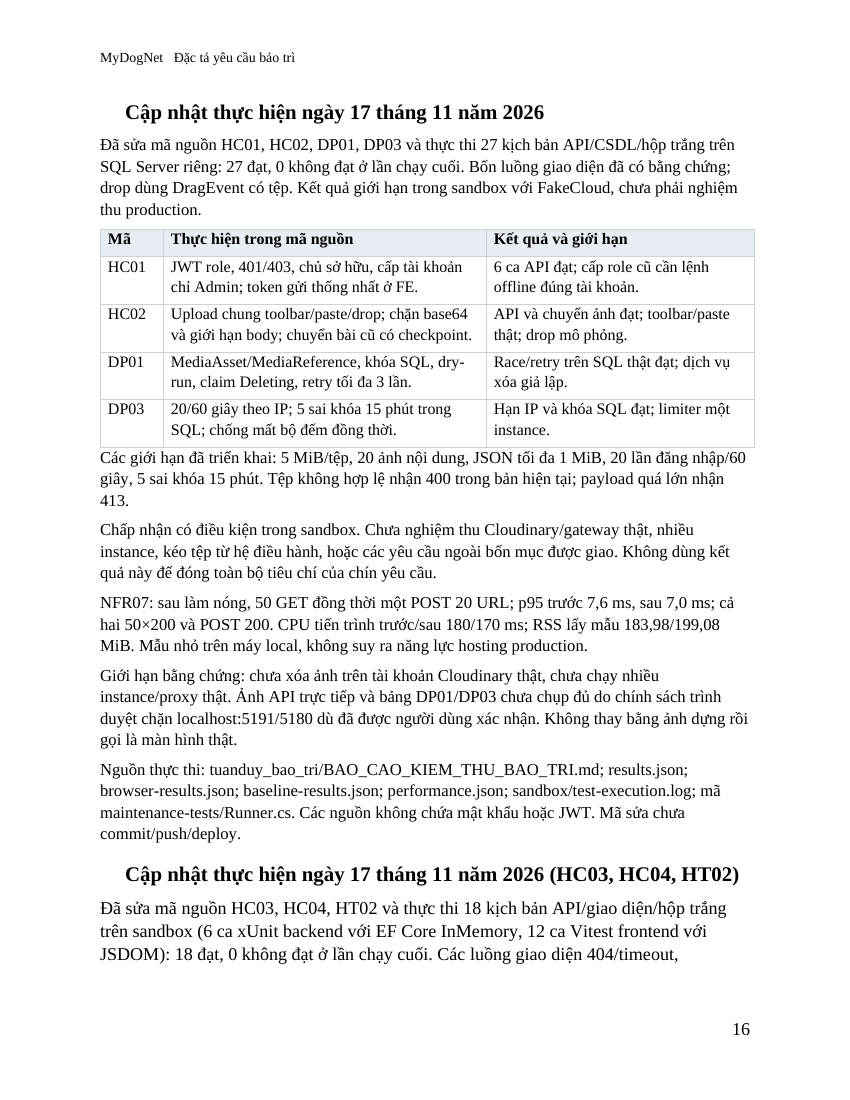 MyDogNet Đặc tả yêu cầu bảo trì
Cập nhật thực hiện ngày 17 tháng 11 năm 2026
Đã sửa mã nguồn HC01, HC02, DP01, DP03 và thực thi 27 kịch bản API/CSDL/hộp trắng trên
SQL Server riêng: 27 đạt, 0 không đạt ở lần chạy cuối. Bốn luồng giao diện đã có bằng chứng;
drop dùng DragEvent có tệp. Kết quả giới hạn trong sandbox với FakeCloud, chưa phải nghiệm
thu production.
Mã Thực hiện trong mã nguồn Kết quả và giới hạn
HC01 JWT role, 401/403, chủ sở hữu, cấp tài khoản 6 ca API đạt; cấp role cũ cần lệnh
chỉ Admin; token gửi thống nhất ở FE. offline đúng tài khoản.
HC02 Upload chung toolbar/paste/drop; chặn base64 API và chuyển ảnh đạt; toolbar/paste
và giới hạn body; chuyển bài cũ có checkpoint. thật; drop mô phỏng.
DP01 MediaAsset/MediaReference, khóa SQL, dry- Race/retry trên SQL thật đạt; dịch vụ
run, claim Deleting, retry tối đa 3 lần. xóa giả lập.
DP03 20/60 giây theo IP; 5 sai khóa 15 phút trong Hạn IP và khóa SQL đạt; limiter một
SQL; chống mất bộ đếm đồng thời. instance.
Các giới hạn đã triển khai: 5 MiB/tệp, 20 ảnh nội dung, JSON tối đa 1 MiB, 20 lần đăng nhập/60
giây, 5 sai khóa 15 phút. Tệp không hợp lệ nhận 400 trong bản hiện tại; payload quá lớn nhận
413.
Chấp nhận có điều kiện trong sandbox. Chưa nghiệm thu Cloudinary/gateway thật, nhiều
instance, kéo tệp từ hệ điều hành, hoặc các yêu cầu ngoài bốn mục được giao. Không dùng kết
quả này để đóng toàn bộ tiêu chí của chín yêu cầu.
NFR07: sau làm nóng, 50 GET đồng thời một POST 20 URL; p95 trước 7,6 ms, sau 7,0 ms; cả
hai 50×200 và POST 200. CPU tiến trình trước/sau 180/170 ms; RSS lấy mẫu 183,98/199,08
MiB. Mẫu nhỏ trên máy local, không suy ra năng lực hosting production.
Giới hạn bằng chứng: chưa xóa ảnh trên tài khoản Cloudinary thật, chưa chạy nhiều
instance/proxy thật. Ảnh API trực tiếp và bảng DP01/DP03 chưa chụp đủ do chính sách trình
duyệt chặn localhost:5191/5180 dù đã được người dùng xác nhận. Không thay bằng ảnh dựng rồi
gọi là màn hình thật.
Nguồn thực thi: tuanduy_bao_tri/BAO_CAO_KIEM_THU_BAO_TRI.md; results.json;
browser-results.json; baseline-results.json; performance.json; sandbox/test-execution.log; mã
maintenance-tests/Runner.cs. Các nguồn không chứa mật khẩu hoặc JWT. Mã sửa chưa
commit/push/deploy.
Cập nhật thực hiện ngày 17 tháng 11 năm 2026 (HC03, HC04, HT02)
Đã sửa mã nguồn HC03, HC04, HT02 và thực thi 18 kịch bản API/giao diện/hộp trắng
trên sandbox (6 ca xUnit backend với EF Core InMemory, 12 ca Vitest frontend với
JSDOM): 18 đạt, 0 không đạt ở lần chạy cuối. Các luồng giao diện 404/timeout,
16